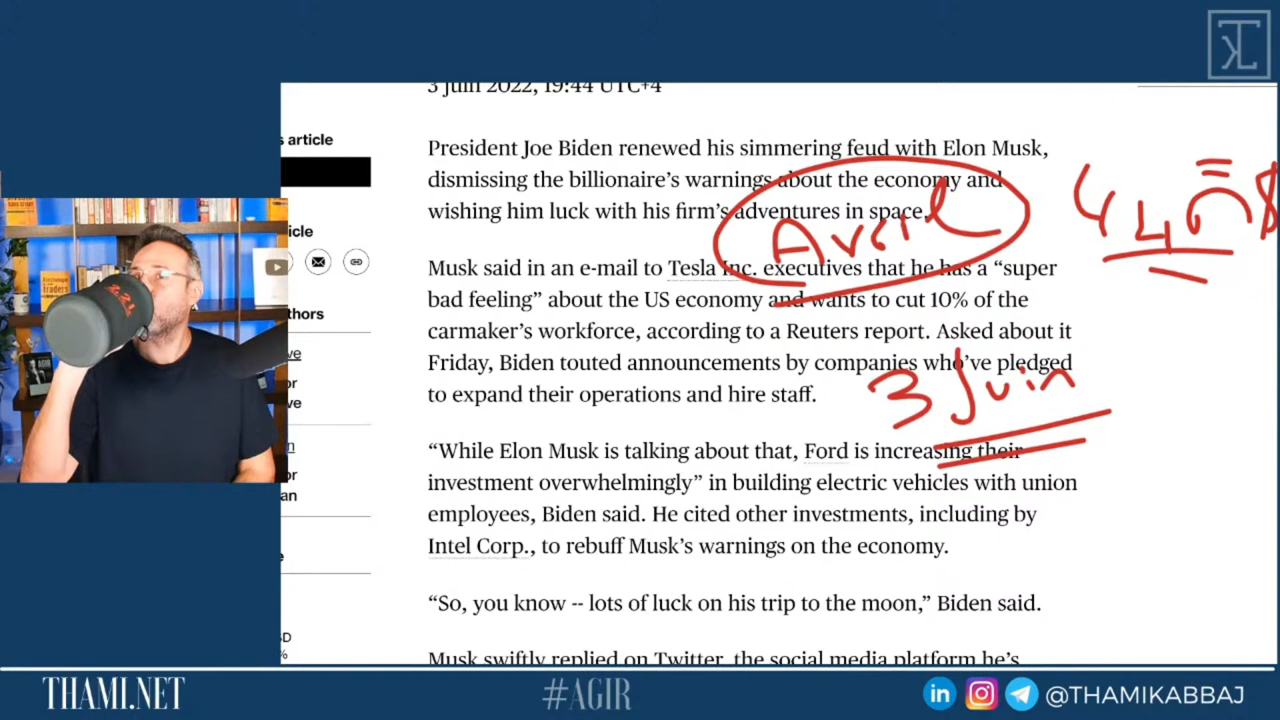 3 juin 2022, 19:44 UTC+4
s article
President Joe Biden renewed his simmering feud with Elon Musk,
dismissing the billionaire’s warnings about the economy and
wishing him luck with his firm’s adventures in space.
Avril
icle
Musk said in an e-mail to Tesla Inc. executives that he has a “super
bad feeling” about the US economy and wants to cut 10% of the
carmaker’s workforce, according to a Reuters report. Asked about it
Friday, Biden touted announcements by companies who’ve pledged
to expand their operations and hire staff.
thors
ve
or
ve
3 Juin
n
or
an
“While Elon Musk is talking about that, Ford is increasing their
investment overwhelmingly” in building electric vehicles with union
employees, Biden said. He cited other investments, including by
Intel Corp., to rebuff Musk’s warnings on the economy.
e
“So, you know -- lots of luck on his trip to the moon,” Biden said.
D
%
Musk swiftly replied on Twitter, the social media platform he’s
THAMI.NET
#AGIR
in
@THAMIKABBAJ